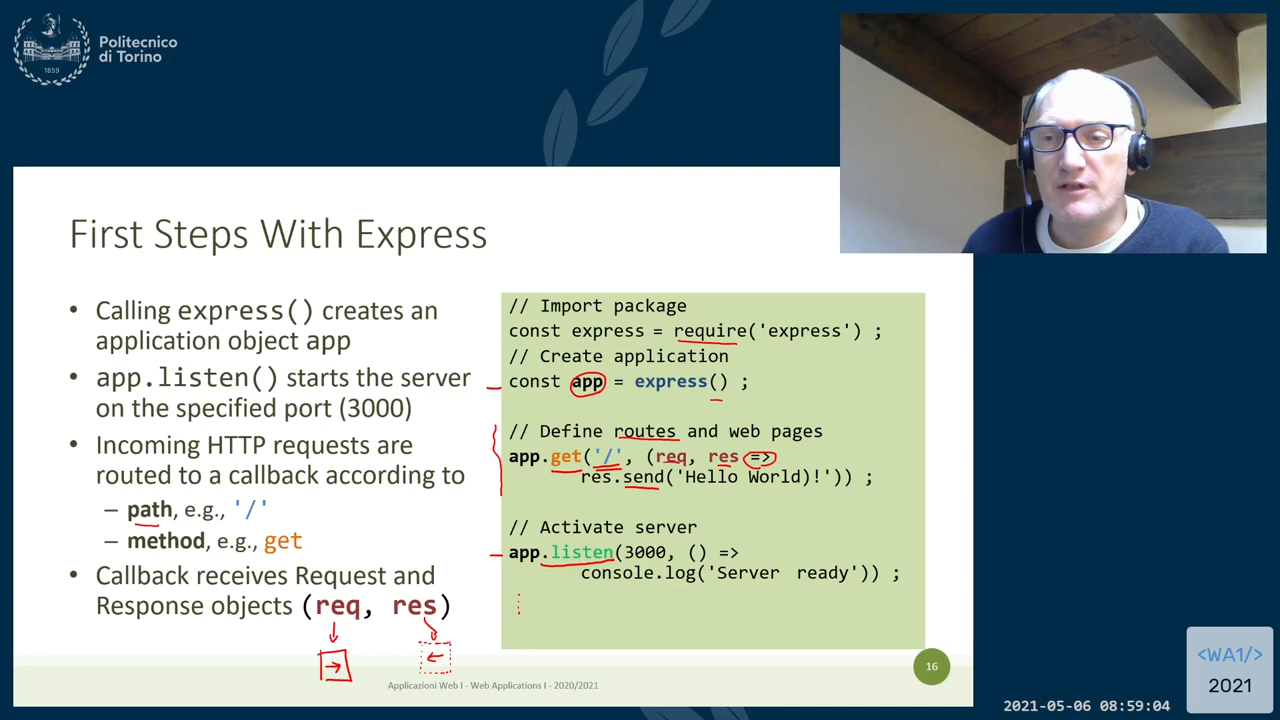 Politecnico
di Torino
1859
First Steps With Express
• Calling express() creates an
application object app
• app.listen() starts the server
on the specified port (3000)
• Incoming HTTP requests are
routed to a callback according to
– path, e.g., '/'
– method, e.g., get
• Callback receives Request and
Response objects (req, res)
// Import package
const express = require('express') ;
// Create application
const app = express() ;
// Define routes and web pages
app.get('/', (req, res =>
res.send('Hello World)!')) ;
// Activate server
app.listen(3000, () =>
console.log('Server ready')) ;
16
Applicazioni Web I - Web Applications I - 2020/2021
<WA1/>
2021
2021-05-06 08:59:04